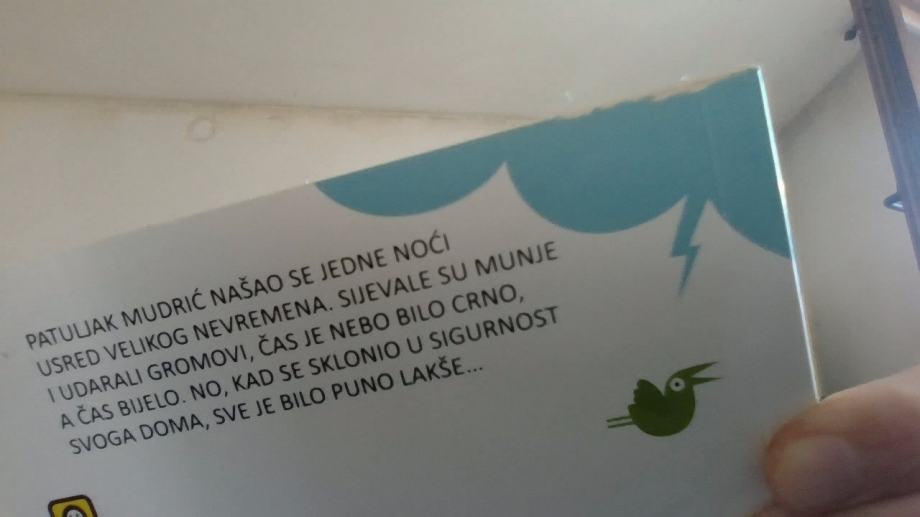 PATULJAK MUDRIĆ NAŠAO SE JEDNE NOĆI
USRED VELIKOG NEVREMENA. SIJEVALE SU MUNJE
I UDARALI GROMOVI, ČAS JE NEBO BILO CRNO,
A ČAS BIJELO. NO, KAD SE SKLONIO U SIGURNOST
SVOGA DOMA, SVE JE BILO PUNO LAKŠE...